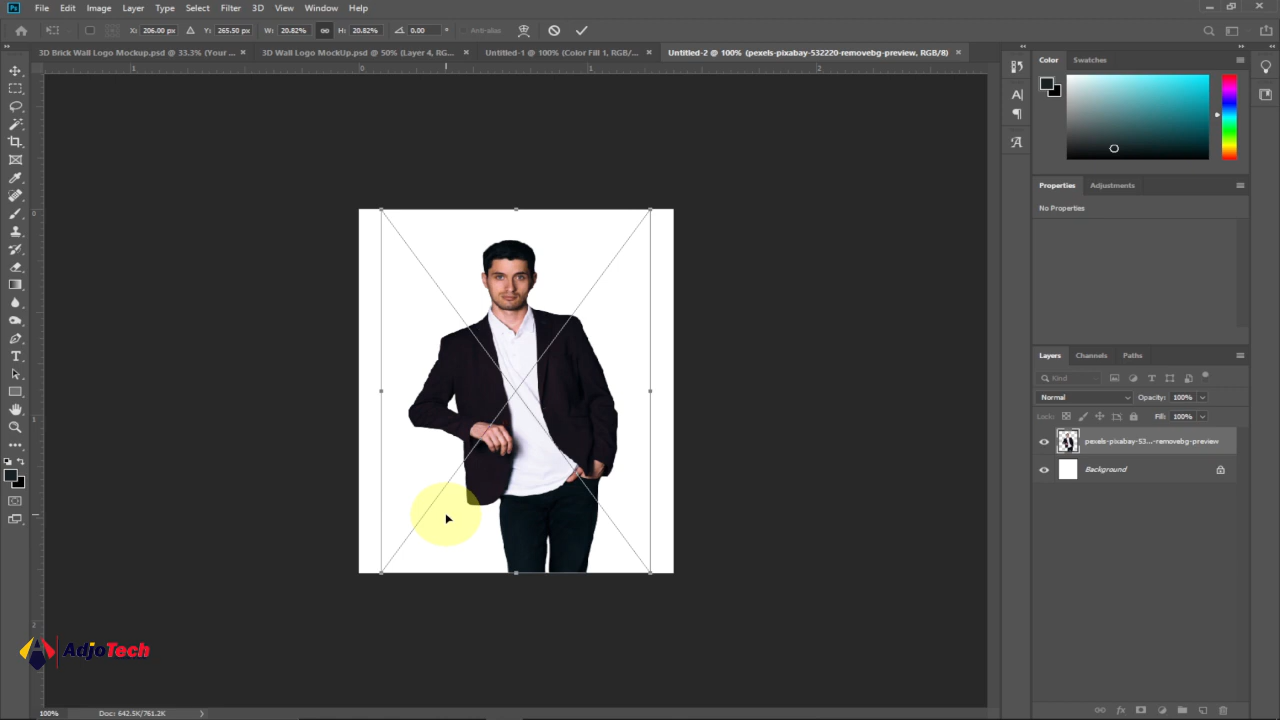 Ps File Edit Image Layer Type Select Filter 3D View Window Help
X: 206.00 px Y: 265.50 px W: 20.82% H: 20.82% 0.00 ° Anti-alias
3D Brick Wall Logo Mockup.psd @ 33.3% (Your ... × 3D Wall Logo MockUp.psd @ 50% (Layer 4, RG... × Untitled-1 @ 100% (Color Fill 1, RGB/... × Untitled-2 @ 100% (pexels-pixabay-532220-removebg-preview, RGB/8) ×
Color Swatches
Properties Adjustments
No Properties
Layers Channels Paths
Kind
Normal Opacity: 100%
Lock: Fill: 100%
pexels-pixabay-53...-removebg-preview
Background
AdjoTech
100% Doc: 642.5K/761.2K